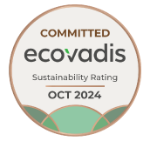 COMMITTED
ecovadis
Sustainability Rating
OCT 2024